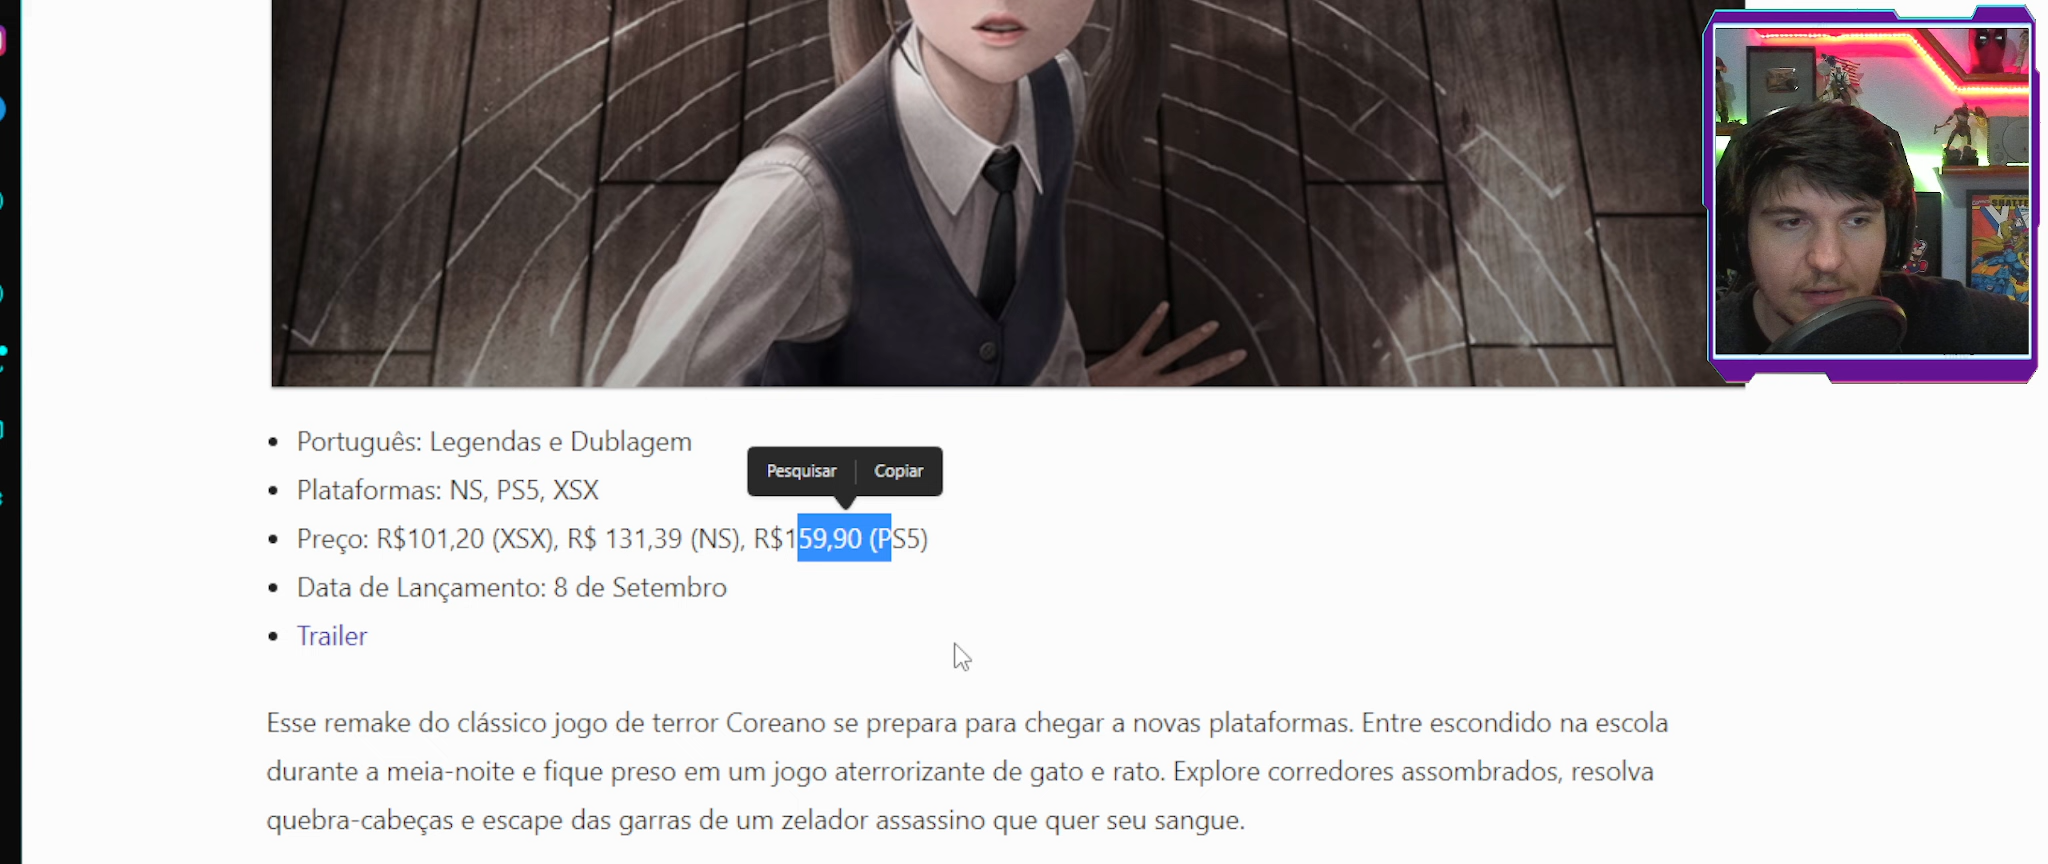 Português: Legendas e Dublagem
Pesquisar
Copiar
Plataformas: NS, PS5, XSX
Preço: R$101,20 (XSX), R$ 131,39 (NS), R$159,90 (PS5)
Data de Lançamento: 8 de Setembro
Trailer
Esse remake do clássico jogo de terror Coreano se prepara para chegar a novas plataformas. Entre escondido na escola
durante a meia-noite e fique preso em um jogo aterrorizante de gato e rato. Explore corredores assombrados, resolva
quebra-cabeças e escape das garras de um zelador assassino que quer seu sangue.